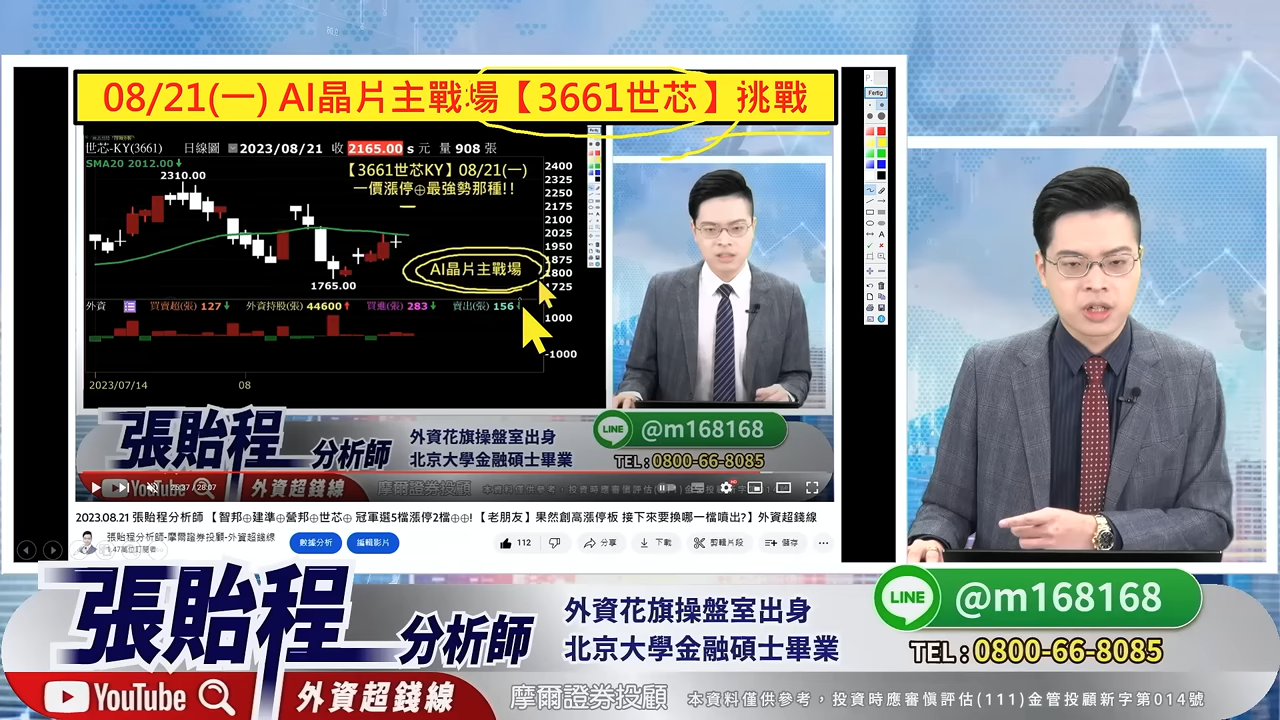 08/21(一) AI晶片主戰場【3661世芯】挑戰
世芯-KY(3661) 日線圖 2023/08/21 收 2165.00 s 元 量 908 張
SMA20 2012.00↓
2310.00
【3661世芯KY】08/21(一)
一價漲停⊕最強勢那種!!
AI晶片主戰場
1765.00
2400
2325
2250
2175
2100
2025
1950
1875
1800
1725
外資 買賣超(張) 127↓ 外資持股(張) 44600↑ 買進(張) 283↓ 賣出(張) 156↓
1000
-1000
2023/07/14 08
Fertig
張貽程 分析師
外資花旗操盤室出身
北京大學金融碩士畢業
LINE @m168168
TEL:0800-66-8085
YouTube 外資超錢線 摩爾證券投顧
26:37 / 28:07
2023.08.21 張貽程分析師 【智邦⊕建準⊕營邦⊕世芯⊕ 冠軍選5檔漲停2檔⊕⊕! 【老朋友】果然創高漲停板 接下來要換哪一檔噴出?】外資超錢線
張貽程分析師-摩爾證券投顧-外資超錢線
1.47萬位訂閱者
數據分析 編輯影片
112 分享 下載 剪輯片段 儲存
張貽程 分析師
外資花旗操盤室出身
北京大學金融碩士畢業
LINE @m168168
TEL:0800-66-8085
YouTube 外資超錢線 摩爾證券投顧 本資料僅供參考，投資時應審慎評估(111)金管投顧新字第014號